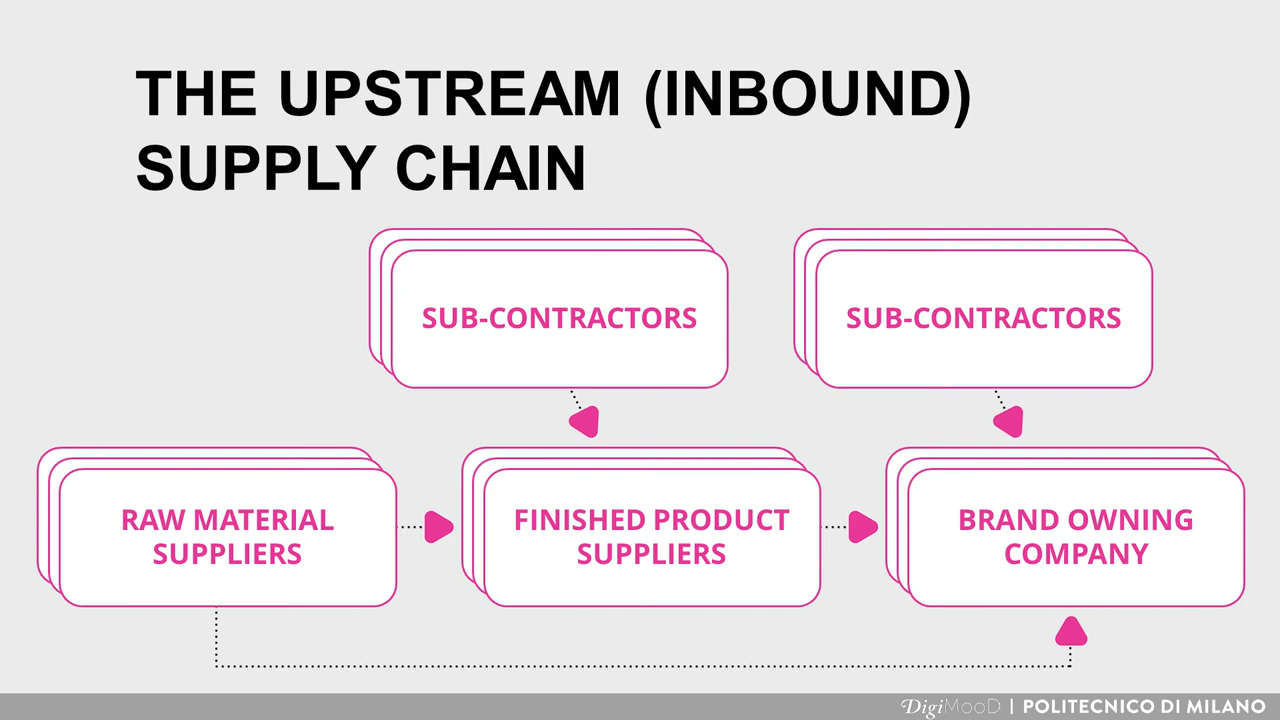 THE UPSTREAM (INBOUND)
SUPPLY CHAIN
SUB-CONTRACTORS
SUB-CONTRACTORS
RAW MATERIAL
SUPPLIERS
FINISHED PRODUCT
SUPPLIERS
BRAND OWNING
COMPANY
DigiMooD | POLITECNICO DI MILANO